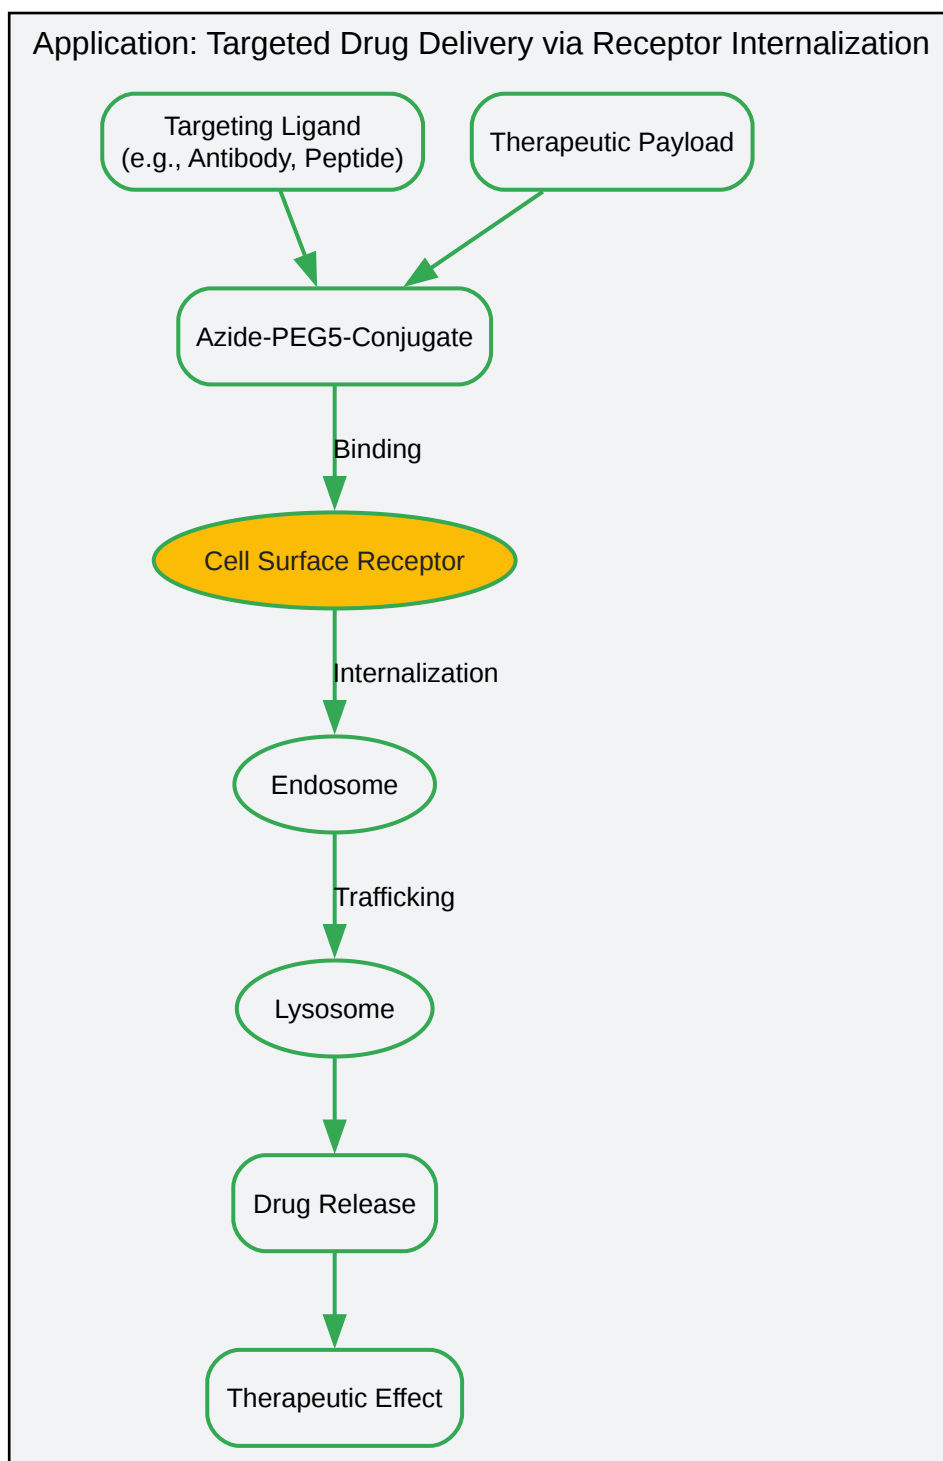 Application: Targeted Drug Delivery via Receptor Internalization
Targeting Ligand
(e.g., Antibody, Peptide)
Therapeutic Payload
Azide-PEG5-Conjugate
Binding
Cell Surface Receptor
Internalization
Endosome
Trafficking
Lysosome
Drug Release
Therapeutic Effect